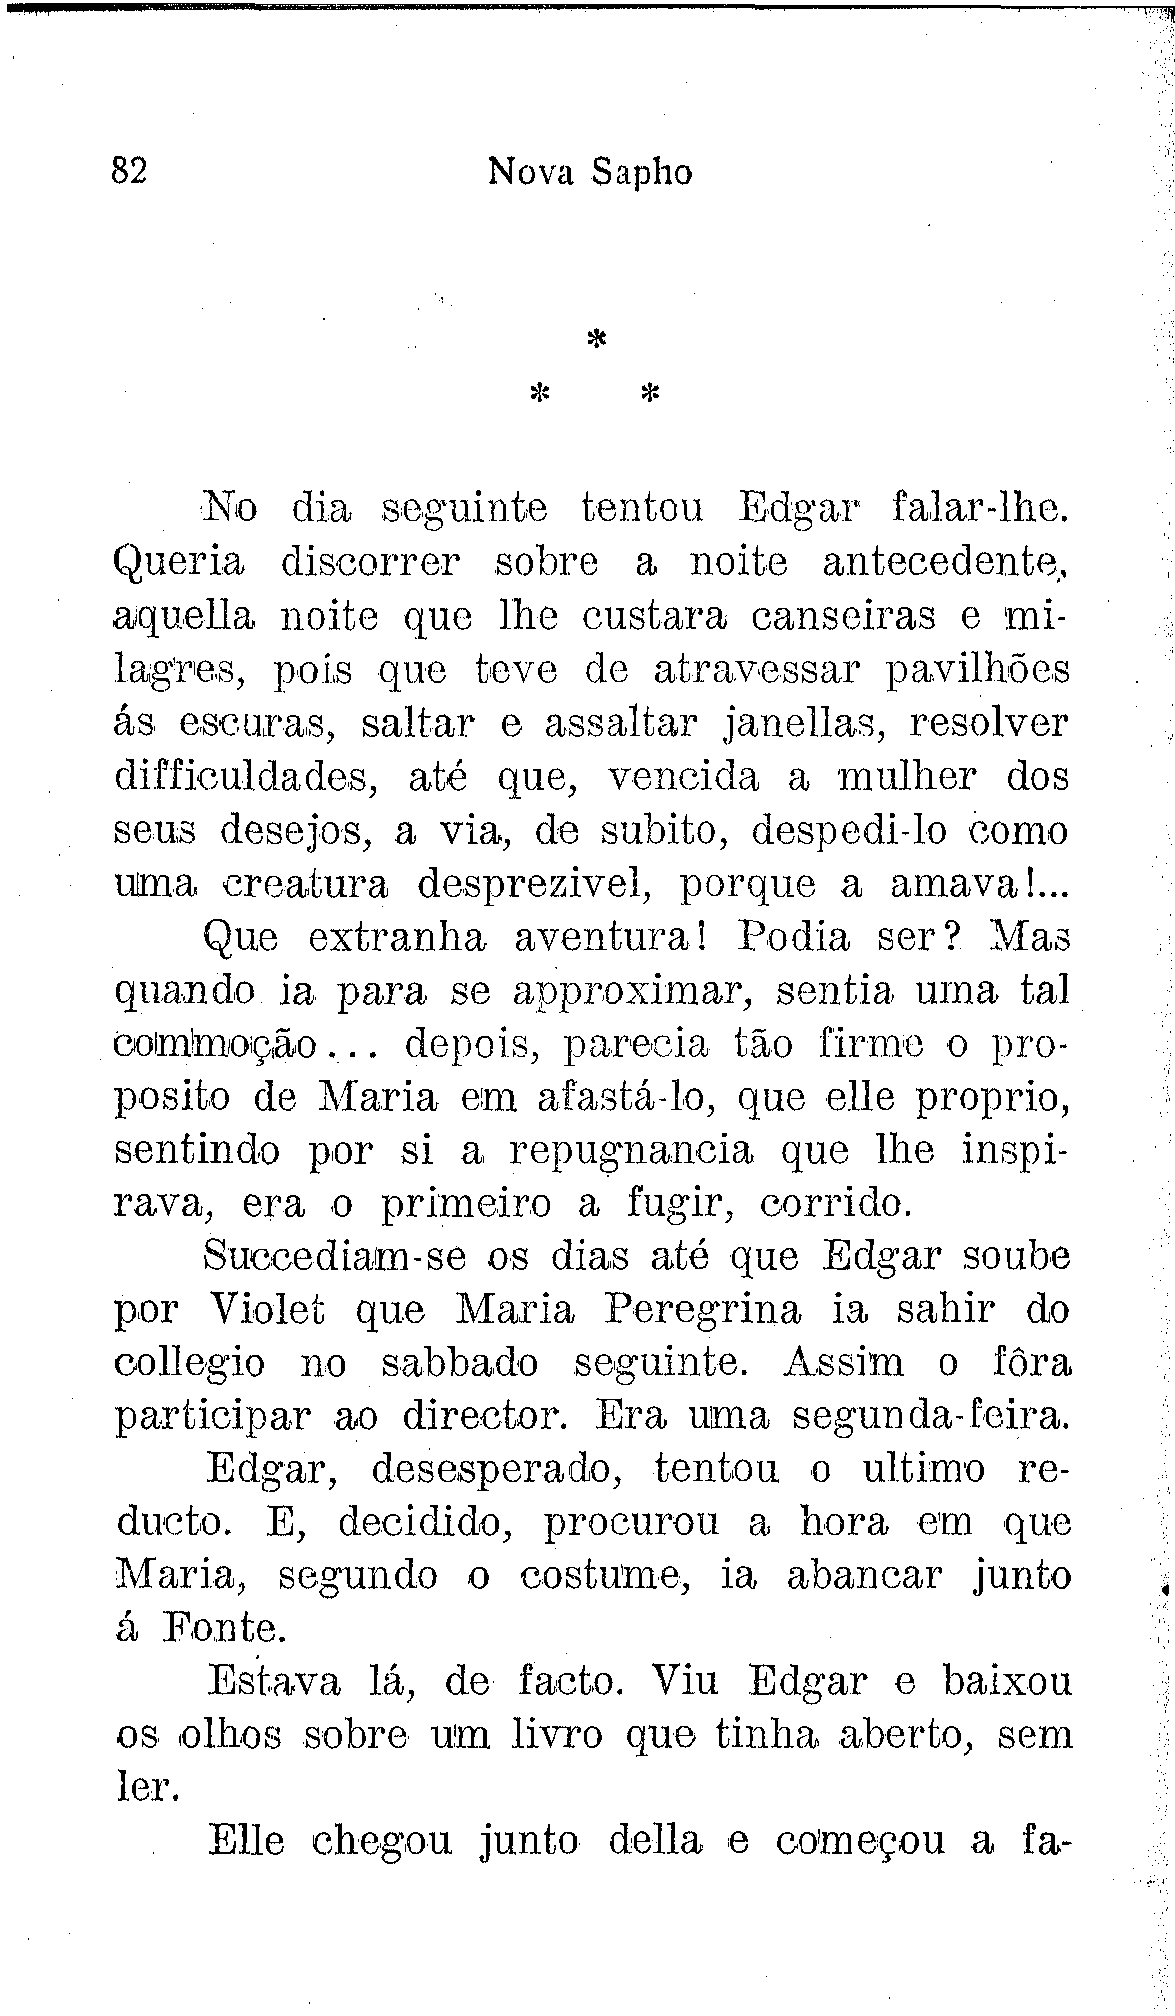 82 Nova Sapho
*
* *
No dia seguinte tentou Edgar falar-lhe.
Queria discorrer sobre a noite antecedente,
aquella noite que lhe custara canseiras e mi-
lagres, pois que teve de atravessar pavilhões
ás escuras, saltar e assaltar janellas, resolver
difficuldades, até que, vencida a mulher dos
seus desejos, a via, de subito, despedi-lo como
uma creatura desprezivel, porque a amava!...
Que extranha aventura! Podia ser? Mas
quando ia para se approximar, sentia uma tal
commoção... depois, parecia tão firme o pro-
posito de Maria em afastá-lo, que elle proprio,
sentindo por si a repugnancia que lhe inspi-
rava, era o primeiro a fugir, corrido.
Succediam-se os dias até que Edgar soube
por Violet que Maria Peregrina ia sahir do
collegio no sabbado seguinte. Assim o fôra
participar ao director. Era uma segunda-feira.
Edgar, desesperado, tentou o ultimo re-
ducto. E, decidido, procurou a hora em que
Maria, segundo o costume, ia abancar junto
á Fonte.
Estava lá, de facto. Viu Edgar e baixou
os olhos sobre um livro que tinha aberto, sem
ler.
Elle chegou junto della e começou a fa-